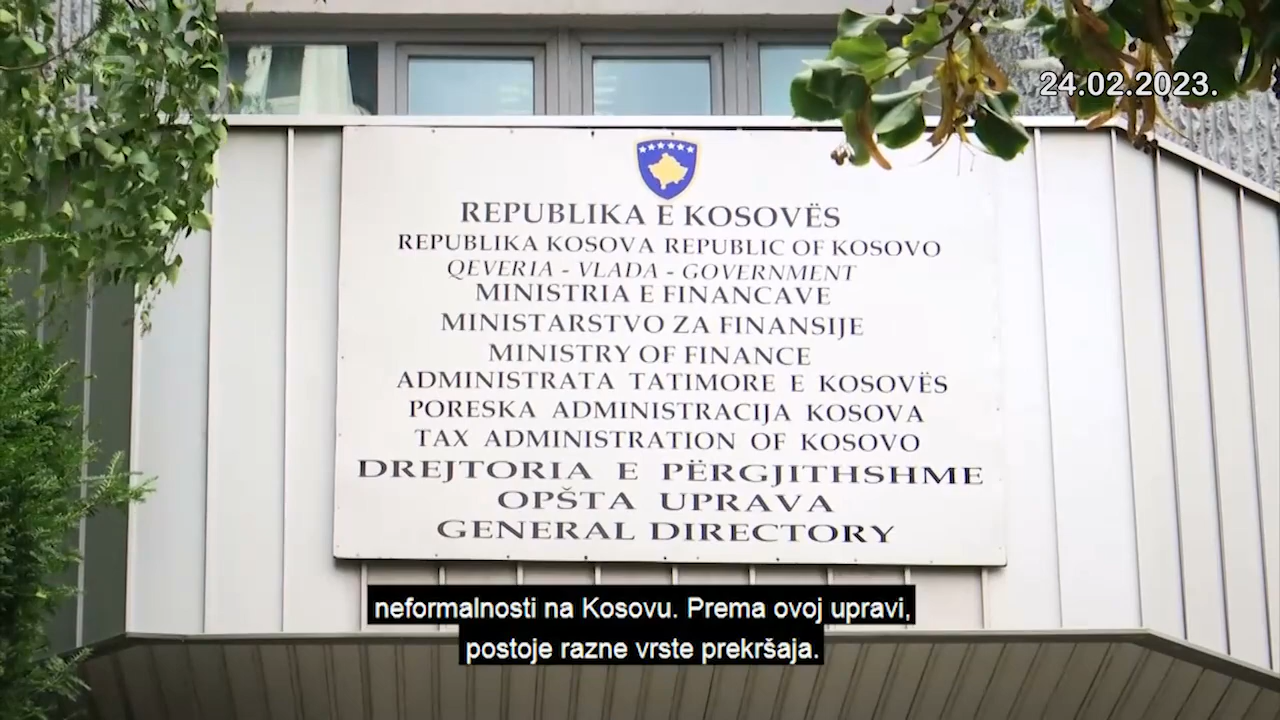 24.02.2023.
REPUBLIKA E KOSOVËS
REPUBLIKA KOSOVA REPUBLIC OF KOSOVO
QEVERIA - VLADA - GOVERNMENT
MINISTRIA E FINANCAVE
MINISTARSTVO ZA FINANSIJE
MINISTRY OF FINANCE
ADMINISTRATA TATIMORE E KOSOVËS
PORESKA ADMINISTRACIJA KOSOVA
TAX ADMINISTRATION OF KOSOVO
DREJTORIA E PËRGJITHSHME
OPŠTA UPRAVA
GENERAL DIRECTORY
neformalnosti na Kosovu. Prema ovoj upravi,
postoje razne vrste prekršaja.